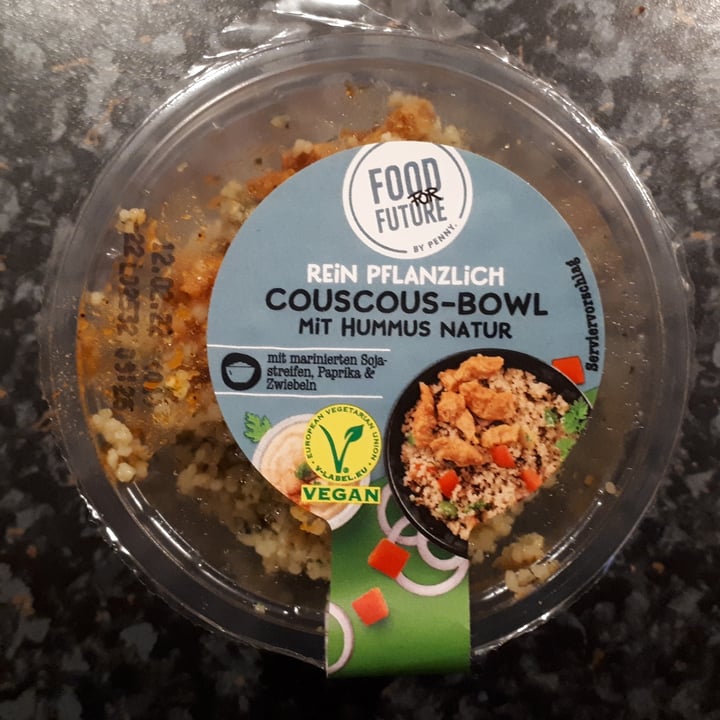 FOOD
FOR
FUTURE
BY PENNY.
REiN PFLANZLiCH
COUSCOUS-BOWL
MiT HUMMUS NATUR
mit marinierten Soja-
streifen, Paprika &
Zwiebeln
Serviervorschlag
EUROPEAN VEGETARIAN UNION
V-LABEL.EU
VEGAN